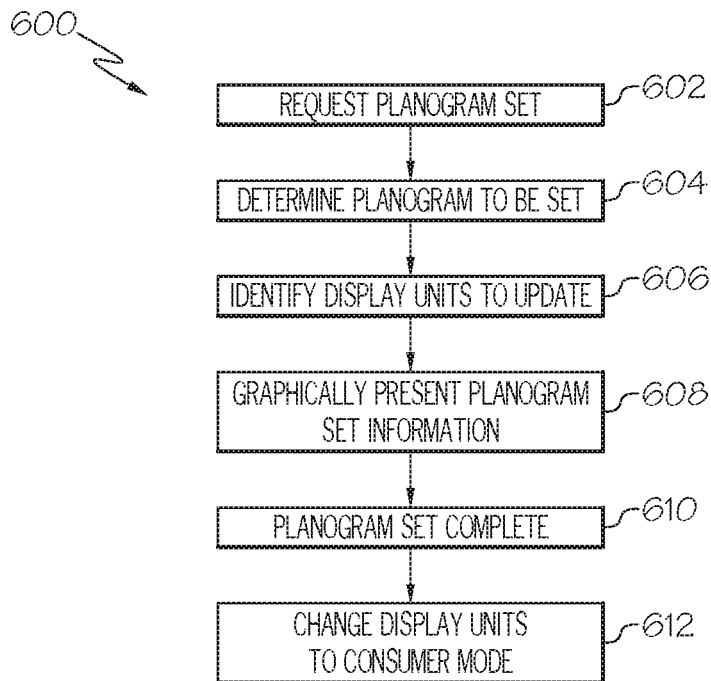 600
REQUEST PLANOGRAM SET
602
DETERMINE PLANOGRAM TO BE SET
604
IDENTIFY DISPLAY UNITS TO UPDATE
606
GRAPHICALLY PRESENT PLANOGRAM
SET INFORMATION
608
PLANOGRAM SET COMPLETE
610
CHANGE DISPLAY UNITS
TO CONSUMER MODE
612